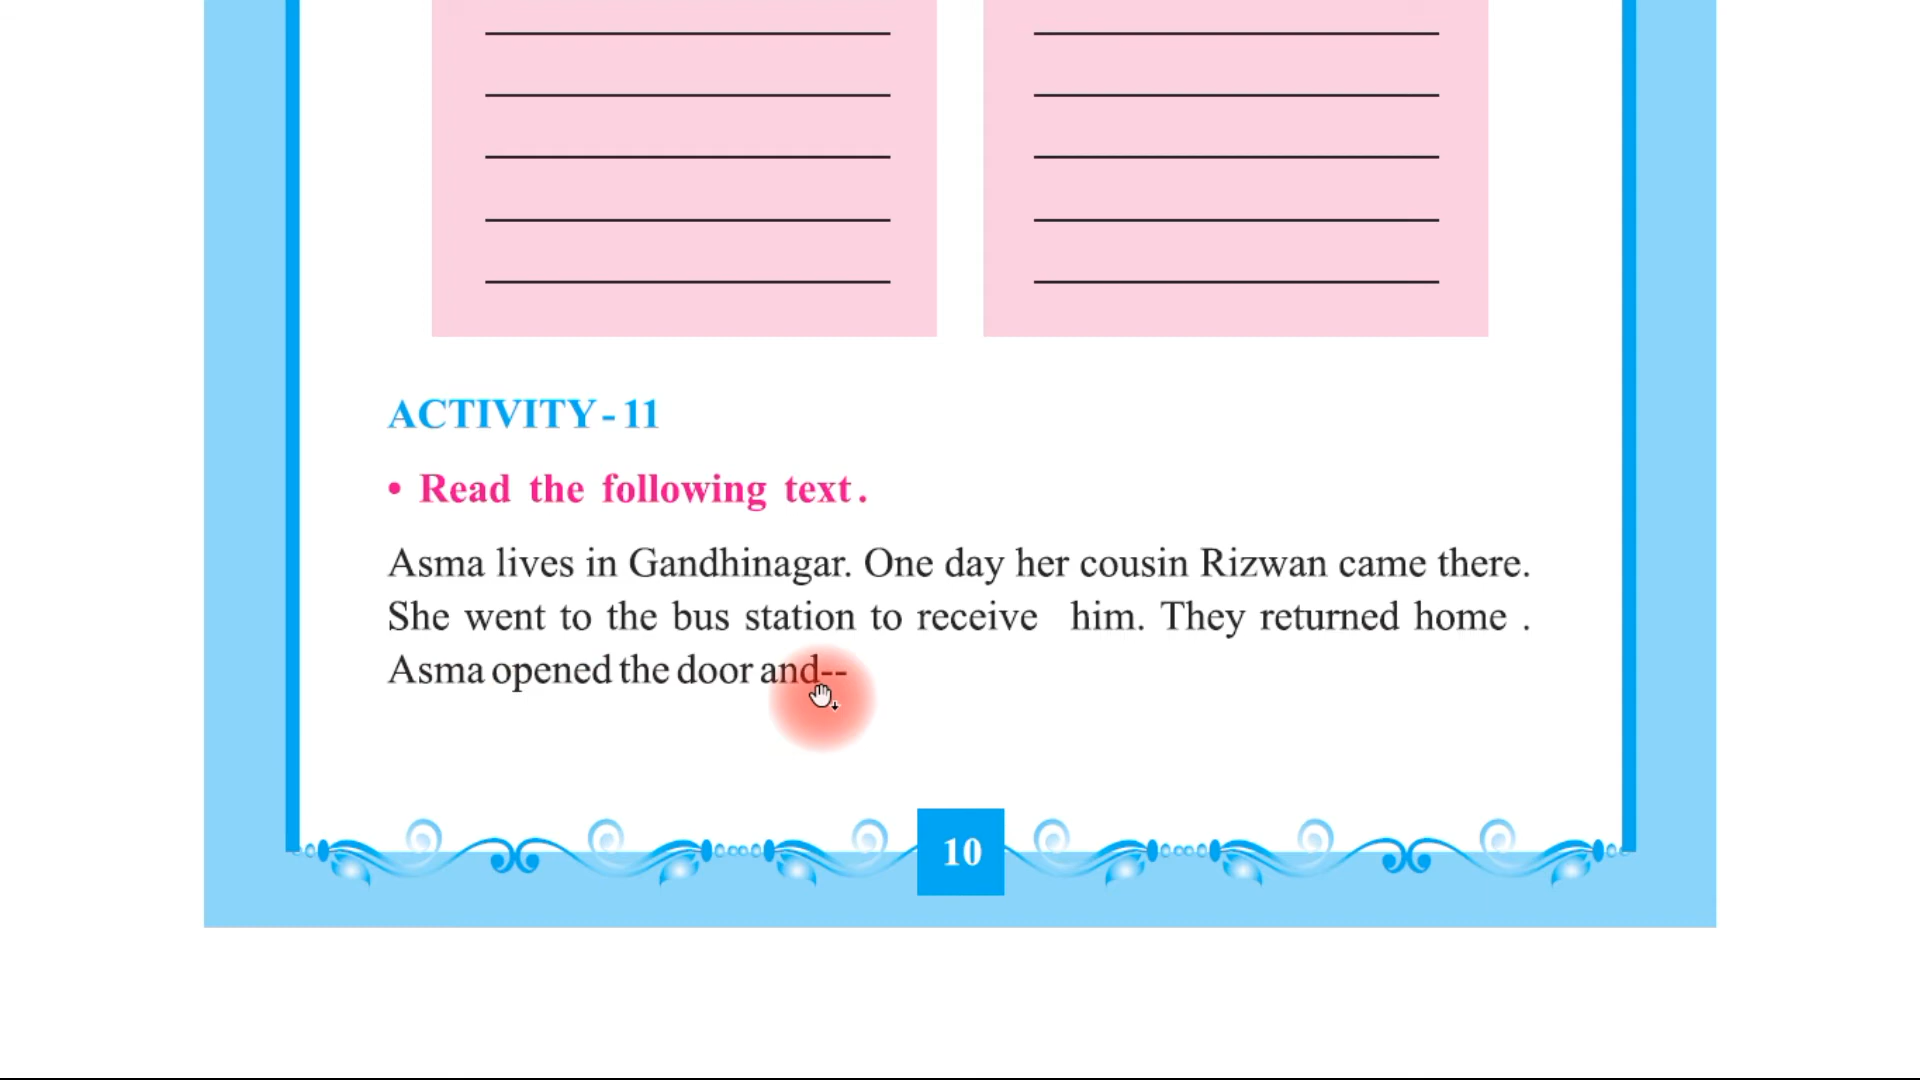 ACTIVITY - 11
• Read the following text.
Asma lives in Gandhinagar. One day her cousin Rizwan came there.
She went to the bus station to receive him. They returned home .
Asma opened the door and--
10